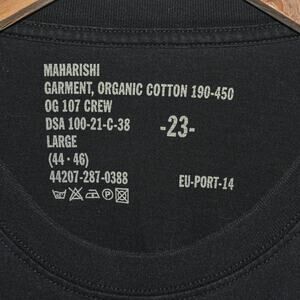 MAHARISHI
GARMENT, ORGANIC COTTON 190-450
OG 107 CREW
DSA 100-21-C-38 -23-
LARGE
(44 · 46)
44207-287-0388 EU-PORT-14